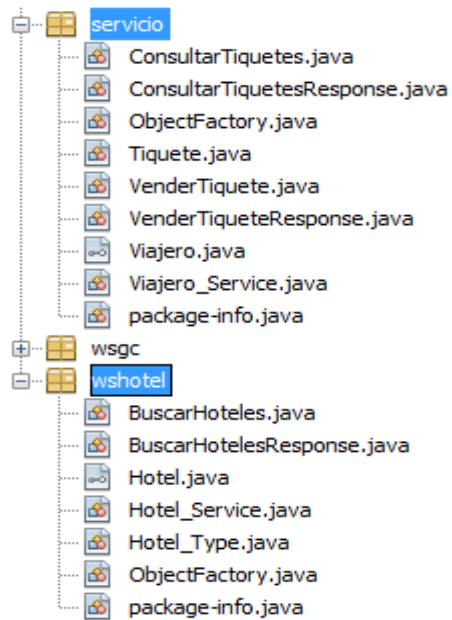 servicio
ConsultarTiquetes.java
ConsultarTiquetesResponse.java
ObjectFactory.java
Tiquete.java
VenderTiquete.java
VenderTiqueteResponse.java
Viajero.java
Viajero_Service.java
package-info.java
wsgc
wshotel
BuscarHoteles.java
BuscarHotelesResponse.java
Hotel.java
Hotel_Service.java
Hotel_Type.java
ObjectFactory.java
package-info.java